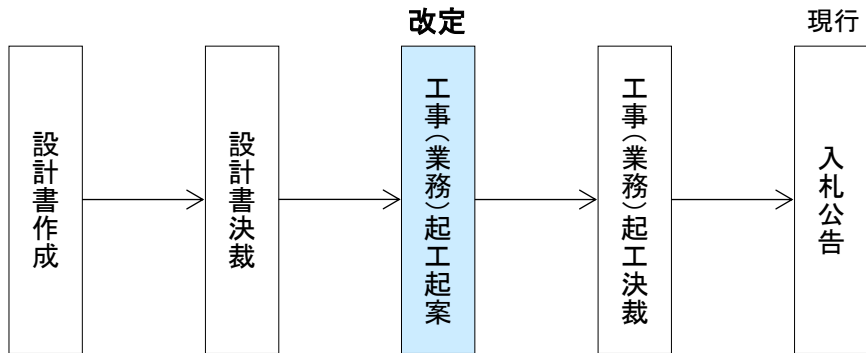 改定
現行
設計書作成
設計書決裁
工事(業務)起工起案
工事(業務)起工決裁
入札公告